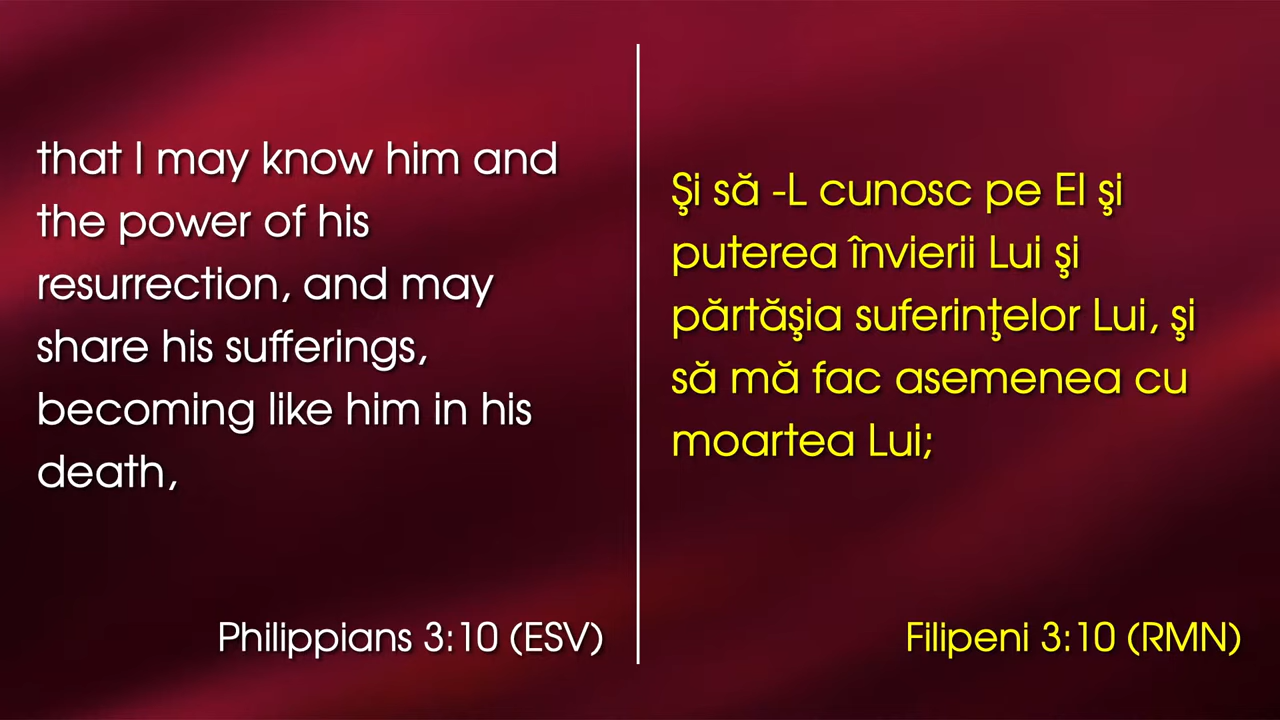 that I may know him and
the power of his
resurrection, and may
share his sufferings,
becoming like him in his
death,
Philippians 3:10 (ESV)
Şi să -L cunosc pe El şi
puterea învierii Lui şi
părtăşia suferinţelor Lui, şi
să mă fac asemenea cu
moartea Lui;
Filipeni 3:10 (RMN)